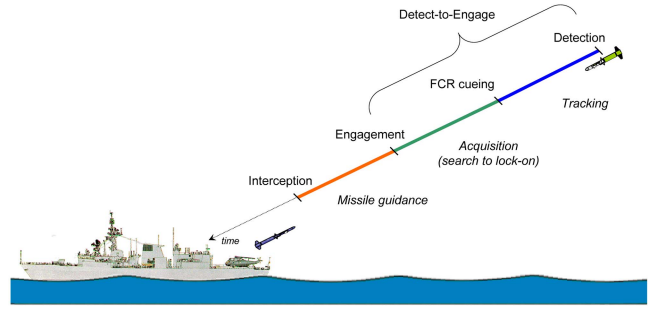 Detect-to-Engage
Detection
FCR cueing
Tracking
Engagement
Acquisition
(search to lock-on)
Interception
Missile guidance
time